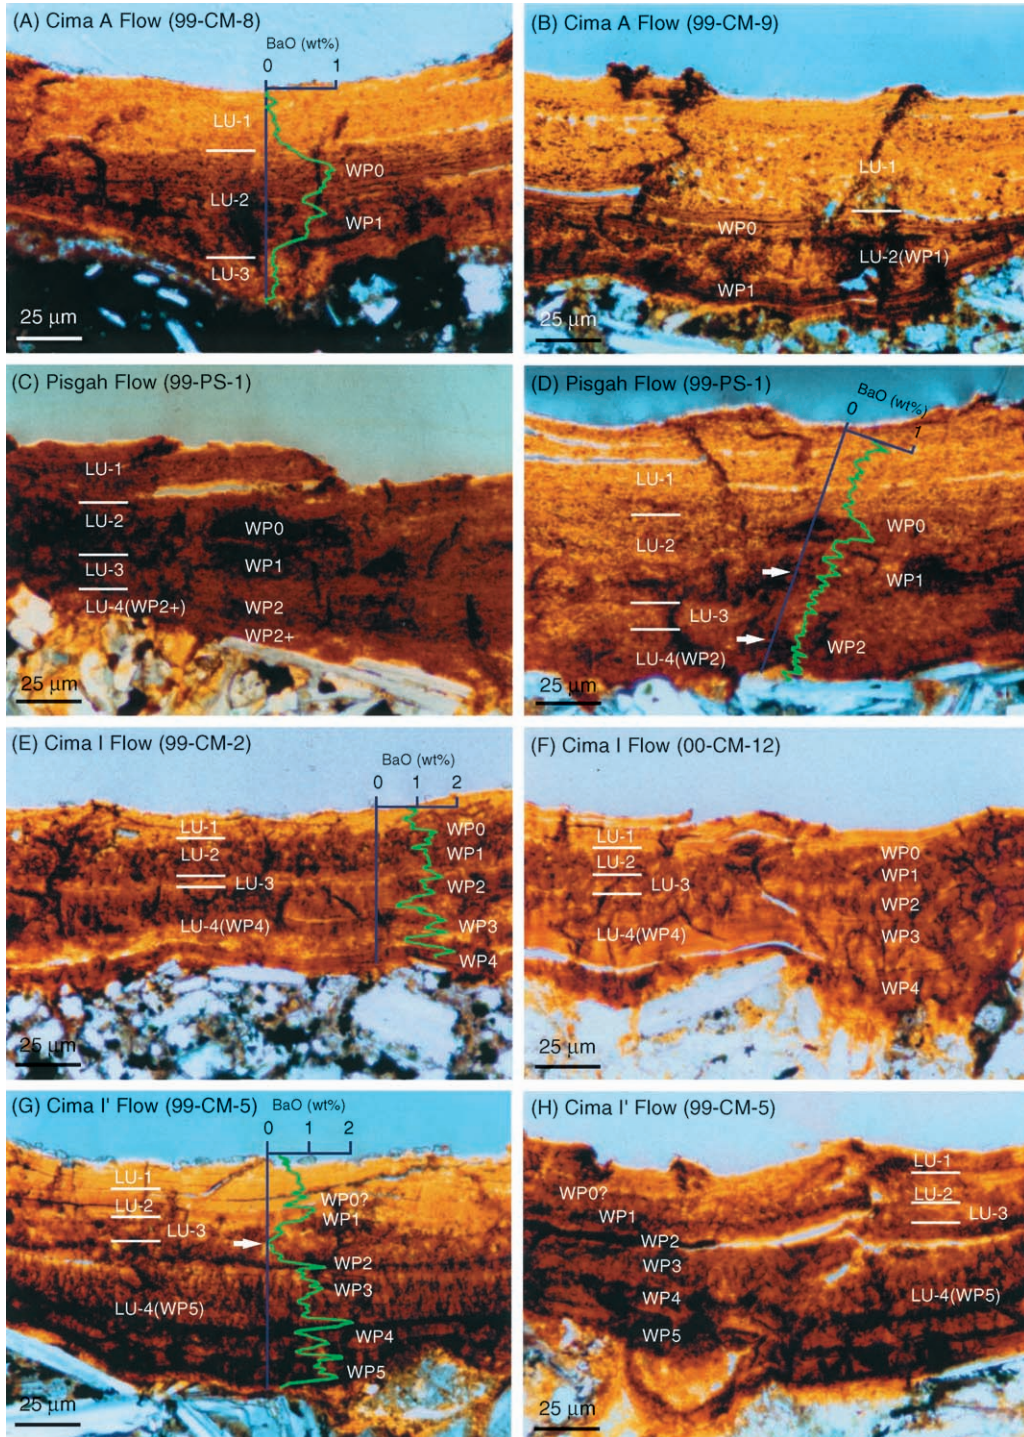 (A) Cima A Flow (99-CM-8)
BaO (wt%)
0 1
LU-1
WP0
LU-2
WP1
LU-3
25 μm
(B) Cima A Flow (99-CM-9)
LU-1
WP0
LU-2(WP1)
WP1
25 μm
(C) Pisgah Flow (99-PS-1)
LU-1
LU-2
WP0
LU-3
WP1
LU-4(WP2+)
WP2
WP2+
25 μm
(D) Pisgah Flow (99-PS-1)
BaO (wt%)
0 1
LU-1
WP0
LU-2
WP1
LU-3
LU-4(WP2)
WP2
25 μm
(E) Cima I Flow (99-CM-2)
BaO (wt%)
0 1 2
LU-1
WP0
LU-2
WP1
LU-3
WP2
LU-4(WP4)
WP3
WP4
25 μm
(F) Cima I Flow (00-CM-12)
LU-1
WP0
LU-2
WP1
LU-3
WP2
LU-4(WP4)
WP3
WP4
25 μm
(G) Cima I' Flow (99-CM-5)
BaO (wt%)
0 1 2
LU-1
WP0?
LU-2
WP1
LU-3
WP2
WP3
LU-4(WP5)
WP4
WP5
25 μm
(H) Cima I' Flow (99-CM-5)
LU-1
WP0?
LU-2
WP1
LU-3
WP2
WP3
LU-4(WP5)
WP4
WP5
25 μm